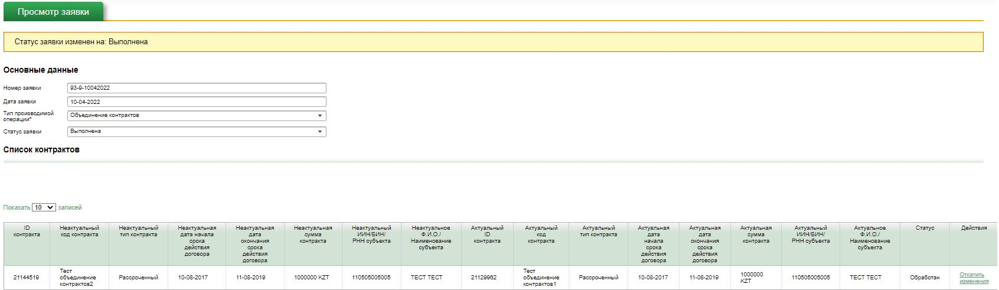 Просмотр заявки
Статус заявки изменен на: Выполнена
Основные данные
Номер заявки 93-9-10042022
Дата заявки 10-04-2022
Тип производимой
операции* Объединение контрактов
Статус заявки Выполнена
Список контрактов
Показать 10 записей
ID
контракта
Неактуальный
код контракта
Неактуальный
тип контракта
Неактуальная
дата начала
срока
действия
договора
Неактуальная
дата
окончания
срока
действия
договора
Неактуальная
сумма
контракта
Неактуальный
ИИН/БИН/
РНН субъекта
Неактуальное
Ф.И.О./
Наименование
субъекта
Актуальный
ID
контракта
Актуальный
код
контракта
Актуальный
тип контракта
Актуальная
дата
начала
срока
действия
договора
Актуальная
дата
окончания
срока
действия
договора
Актуальная
сумма
контракта
Актуальный
ИИН/БИН/
РНН субъекта
Актуальное
Ф.И.О./
Наименование
субъекта
Статус
Действия
21144519
Тест
объединение
контрактов2
Рассроченный
10-08-2017
11-08-2019
1000000 KZT
110505005005
ТЕСТ ТЕСТ
21129962
Тест
объединение
контрактов1
Рассроченный
10-08-2017
11-08-2019
1000000
KZT
110505005005
ТЕСТ ТЕСТ
Обработан
Откатить
изменения